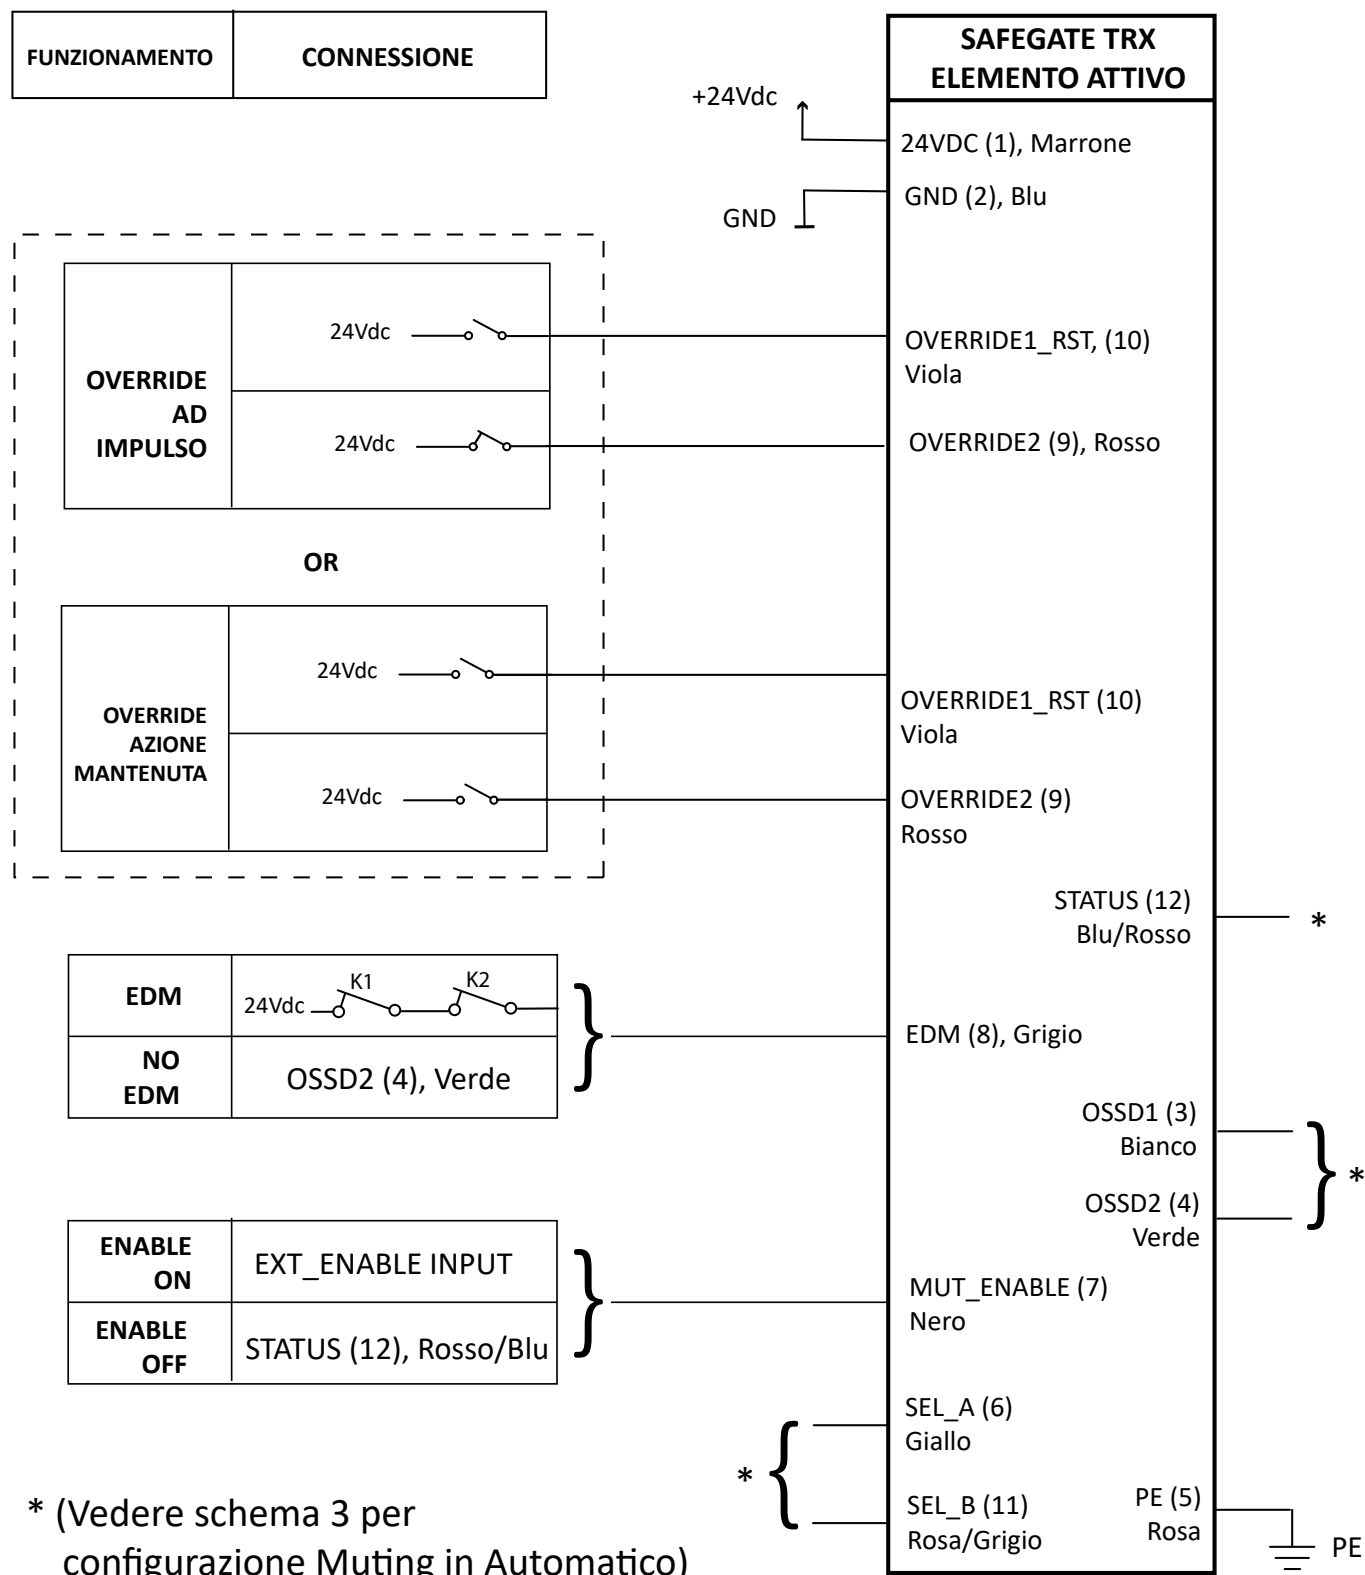 FUNZIONAMENTO
CONNESSIONE
SAFEGATE TRX
ELEMENTO ATTIVO
+24Vdc
24VDC (1), Marrone
GND
GND (2), Blu
OVERRIDE
AD
IMPULSO
24Vdc
OVERRIDE1_RST, (10)
Viola
24Vdc
OVERRIDE2 (9), Rosso
OR
OVERRIDE
AZIONE
MANTENUTA
24Vdc
OVERRIDE1_RST (10)
Viola
24Vdc
OVERRIDE2 (9)
Rosso
STATUS (12)
Blu/Rosso
*
EDM
24Vdc
K1
K2
NO
EDM
OSSD2 (4), Verde
EDM (8), Grigio
OSSD1 (3)
Bianco
OSSD2 (4)
Verde
*
ENABLE
ON
EXT_ENABLE INPUT
ENABLE
OFF
STATUS (12), Rosso/Blu
MUT_ENABLE (7)
Nero
*
SEL_A (6)
Giallo
SEL_B (11)
Rosa/Grigio
PE (5)
Rosa
PE
* (Vedere schema 3 per
configurazione Muting in Automatico)